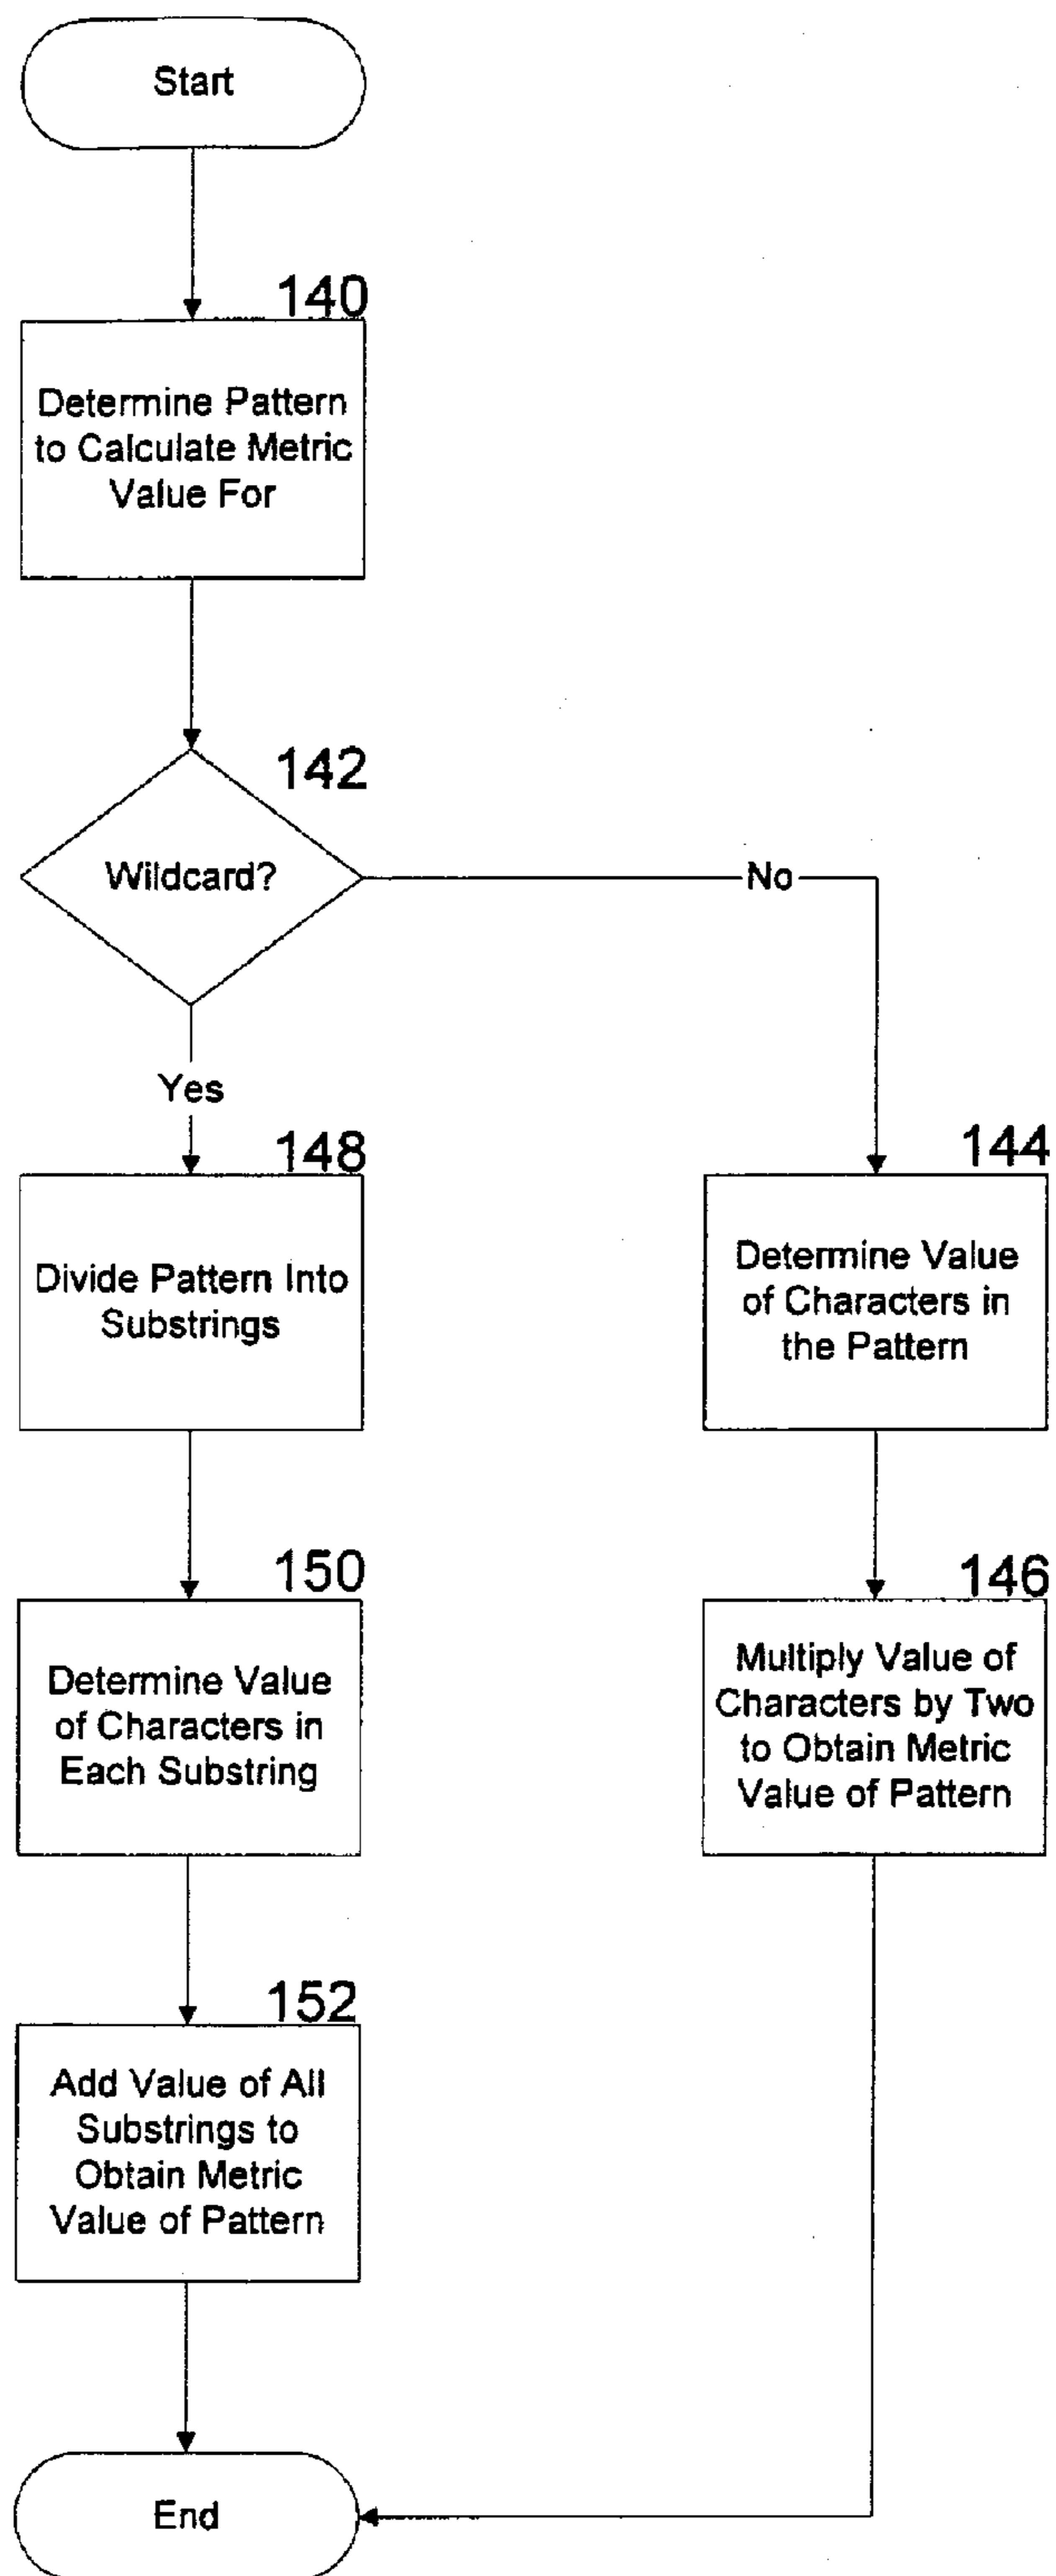 Start
140
Determine Pattern
to Calculate Metric
Value For
142
Wildcard?
No
Yes
148
Divide Pattern Into
Substrings
144
Determine Value
of Characters in
the Pattern
150
Determine Value
of Characters in
Each Substring
146
Multiply Value of
Characters by Two
to Obtain Metric
Value of Pattern
152
Add Value of All
Substrings to
Obtain Metric
Value of Pattern
End